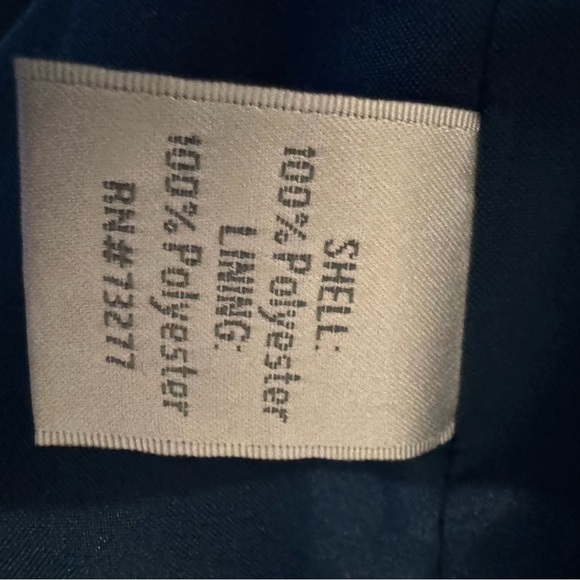 SHELL:
100% Polyester
LINING:
100% Polyester
RN#73277